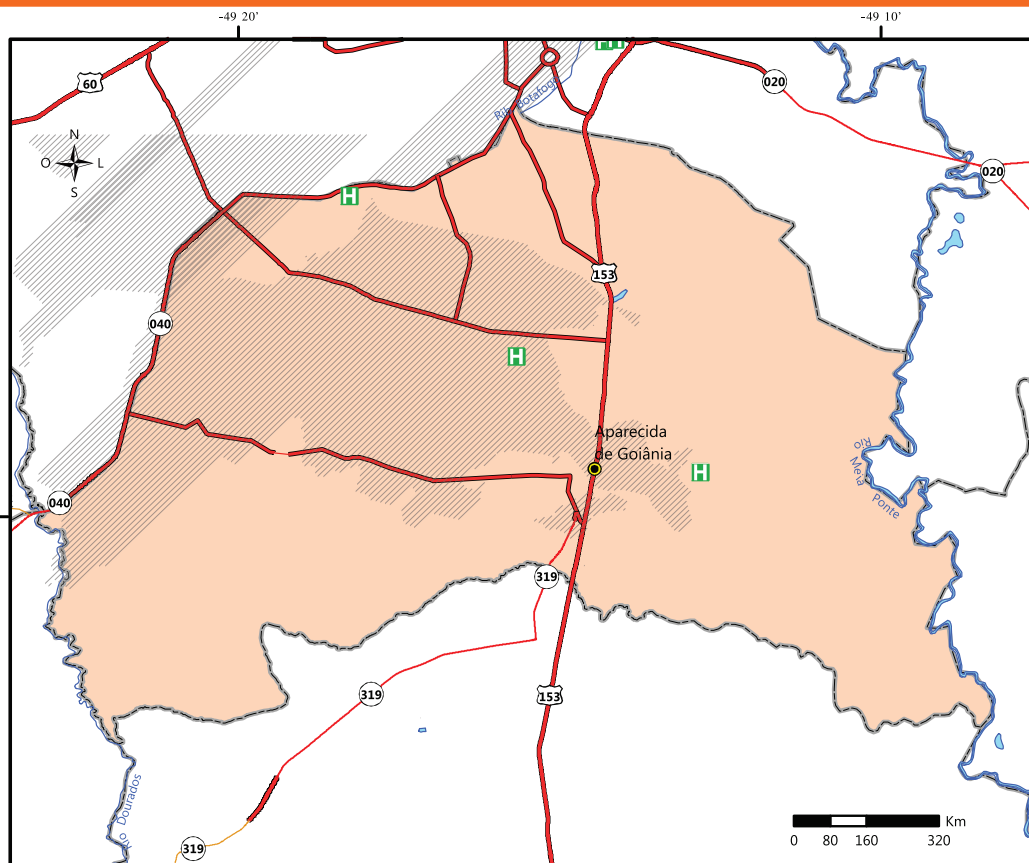 -49 20'
-49 10'
H
60
020
Rib. Botafogo
N
O L
S
020
H
153
040
H
Aparecida
de Goiânia
H
Rio
Meia
Ponte
040
319
319
153
Rio Dourados
Km
0 80 160 320
319